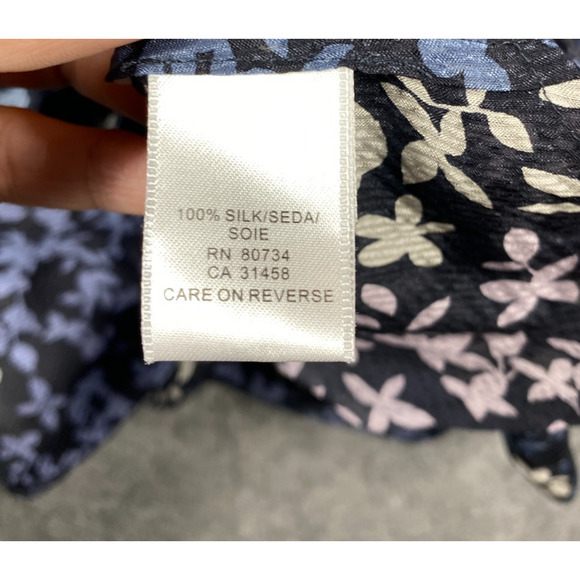 100% SILK/SEDA/
SOIE
RN 80734
CA 31458
CARE ON REVERSE